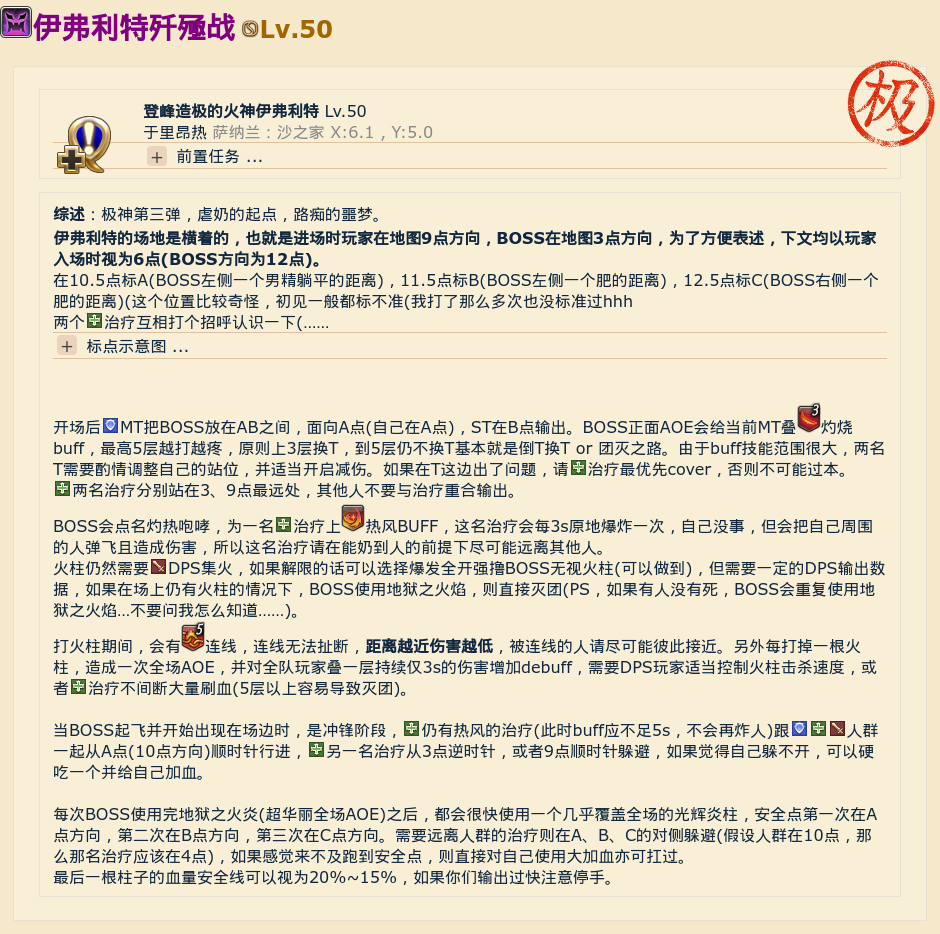 伊弗利特歼殛战 Lv.50
极
登峰造极的火神伊弗利特 Lv.50
于里昂热 萨纳兰：沙之家 X:6.1，Y:5.0
+ 前置任务 ...
综述：极神第三弹，虐奶的起点，路痴的噩梦。
伊弗利特的场地是横着的，也就是进场时玩家在地图9点方向，BOSS在地图3点方向，为了方便表述，下文均以玩家
入场时视为6点(BOSS方向为12点)。
在10.5点标A(BOSS左侧一个男精躺平的距离)，11.5点标B(BOSS左侧一个肥的距离)，12.5点标C(BOSS右侧一个
肥的距离)(这个位置比较奇怪，初见一般都标不准(我打了那么多次也没标准过hhh
两个治疗互相打个招呼认识一下(......
+ 标点示意图 ...
开场后MT把BOSS放在AB之间，面向A点(自己在A点)，ST在B点输出。BOSS正面AOE会给当前MT叠3灼烧
buff，最高5层越打越疼，原则上3层换T，到5层仍不换T基本就是倒T换T or 团灭之路。由于buff技能范围很大，两名
T需要酌情调整自己的站位，并适当开启减伤。如果在T这边出了问题，请治疗最优先cover，否则不可能过本。
两名治疗分别站在3、9点最远处，其他人不要与治疗重合输出。
BOSS会点名灼热咆哮，为一名治疗上热风BUFF，这名治疗会每3s原地爆炸一次，自己没事，但会把自己周围
的人弹飞且造成伤害，所以这名治疗请在能奶到人的前提下尽可能远离其他人。
火柱仍然需要DPS集火，如果解限的话可以选择爆发全开强撸BOSS无视火柱(可以做到)，但需要一定的DPS输出数
据，如果在场上仍有火柱的情况下，BOSS使用地狱之火焰，则直接灭团(PS，如果有人没有死，BOSS会重复使用地
狱之火焰...不要问我怎么知道......)。
打火柱期间，会有5连线，连线无法扯断，距离越近伤害越低，被连线的人请尽可能彼此接近。另外每打掉一根火
柱，造成一次全场AOE，并对全队玩家叠一层持续仅3s的伤害增加debuff，需要DPS玩家适当控制火柱击杀速度，或
者治疗不间断大量刷血(5层以上容易导致灭团)。
当BOSS起飞并开始出现在场边时，是冲锋阶段，仍有热风的治疗(此时buff应不足5s，不会再炸人)跟人群
一起从A点(10点方向)顺时针行进，另一名治疗从3点逆时针，或者9点顺时针躲避，如果觉得自己躲不开，可以硬
吃一个并给自己加血。
每次BOSS使用完地狱之火炎(超华丽全场AOE)之后，都会很快使用一个几乎覆盖全场的光辉炎柱，安全点第一次在A
点方向，第二次在B点方向，第三次在C点方向。需要远离人群的治疗则在A、B、C的对侧躲避(假设人群在10点，那
么那名治疗应该在4点)，如果感觉来不及跑到安全点，则直接对自己使用大加血亦可扛过。
最后一根柱子的血量安全线可以视为20%~15%，如果你们输出过快注意停手。